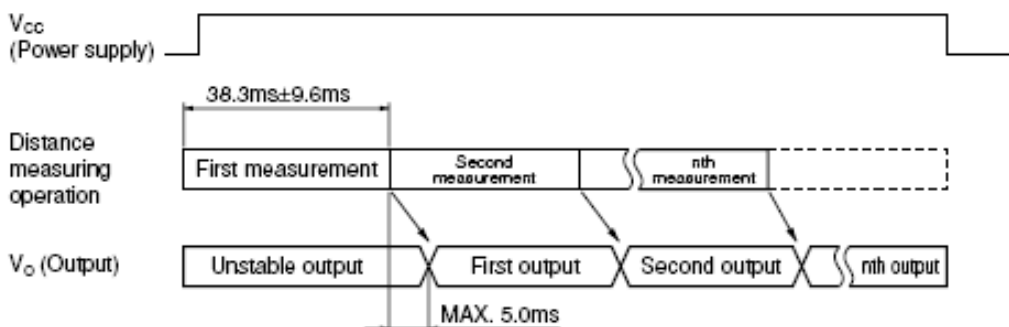 VCC
(Power supply)
38.3ms±9.6ms
Distance
measuring
operation
First measurement
Second
measurement
nth
measurement
VO (Output)
Unstable output
First output
Second output
nth output
MAX. 5.0ms